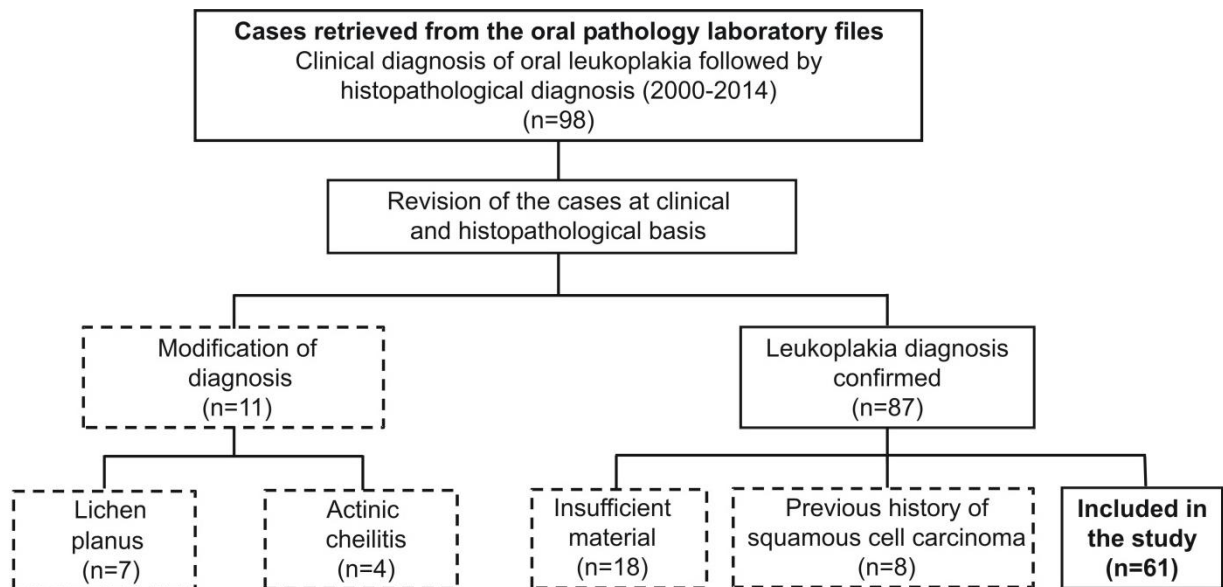 Cases retrieved from the oral pathology laboratory files
Clinical diagnosis of oral leukoplakia followed by
histopathological diagnosis (2000-2014)
(n=98)
Revision of the cases at clinical
and histopathological basis
Modification of
diagnosis
(n=11)
Leukoplakia diagnosis
confirmed
(n=87)
Lichen
planus
(n=7)
Actinic
cheilitis
(n=4)
Insufficient
material
(n=18)
Previous history of
squamous cell carcinoma
(n=8)
Included in
the study
(n=61)